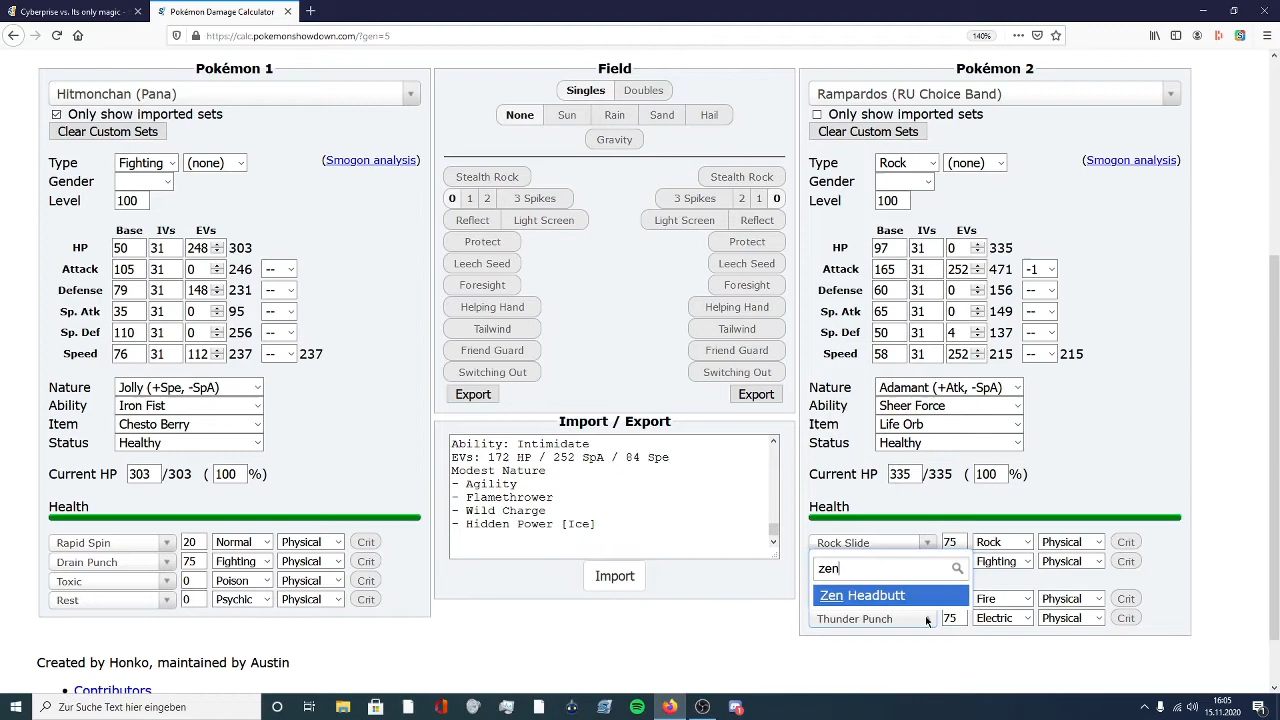 Cyberprise vs. Its only magic -
Pokémon Damage Calculator
https://calc.pokemonshowdown.com/?gen=5
140%
Pokémon 1
Hitmonchan (Pana)
Only show imported sets
Clear Custom Sets
Type Fighting (none) (Smogon analysis)
Gender
Level 100
Base IVs EVs
HP 50 31 248 303
Attack 105 31 0 246 --
Defense 79 31 148 231 --
Sp. Atk 35 31 0 95 --
Sp. Def 110 31 0 256 --
Speed 76 31 112 237 -- 237
Nature Jolly (+Spe, -SpA)
Ability Iron Fist
Item Chesto Berry
Status Healthy
Current HP 303 /303 ( 100 %)
Health
Rapid Spin 20 Normal Physical Crit
Drain Punch 75 Fighting Physical Crit
Toxic 0 Poison Physical Crit
Rest 0 Psychic Physical Crit
Field
Singles Doubles
None Sun Rain Sand Hail
Gravity
Stealth Rock Stealth Rock
0 1 2 3 Spikes 3 Spikes 2 1 0
Reflect Light Screen Light Screen Reflect
Protect Protect
Leech Seed Leech Seed
Foresight Foresight
Helping Hand Helping Hand
Tailwind Tailwind
Friend Guard Friend Guard
Switching Out Switching Out
Export Export
Import / Export
Ability: Intimidate
EVs: 172 HP / 252 SpA / 84 Spe
Modest Nature
- Agility
- Flamethrower
- Wild Charge
- Hidden Power [Ice]
Import
Pokémon 2
Rampardos (RU Choice Band)
Only show imported sets
Clear Custom Sets
Type Rock (none) (Smogon analysis)
Gender
Level 100
Base IVs EVs
HP 97 31 0 335
Attack 165 31 252 471 -1
Defense 60 31 0 156 --
Sp. Atk 65 31 0 149 --
Sp. Def 50 31 4 137 --
Speed 58 31 252 215 -- 215
Nature Adamant (+Atk, -SpA)
Ability Sheer Force
Item Life Orb
Status Healthy
Current HP 335 /335 ( 100 %)
Health
Rock Slide 75 Rock Physical Crit
Fighting Physical Crit
zen
Zen Headbutt
Fire Physical Crit
Thunder Punch 75 Electric Physical Crit
Created by Honko, maintained by Austin
Contributors
Zur Suche Text hier eingeben
16:05
15.11.2020